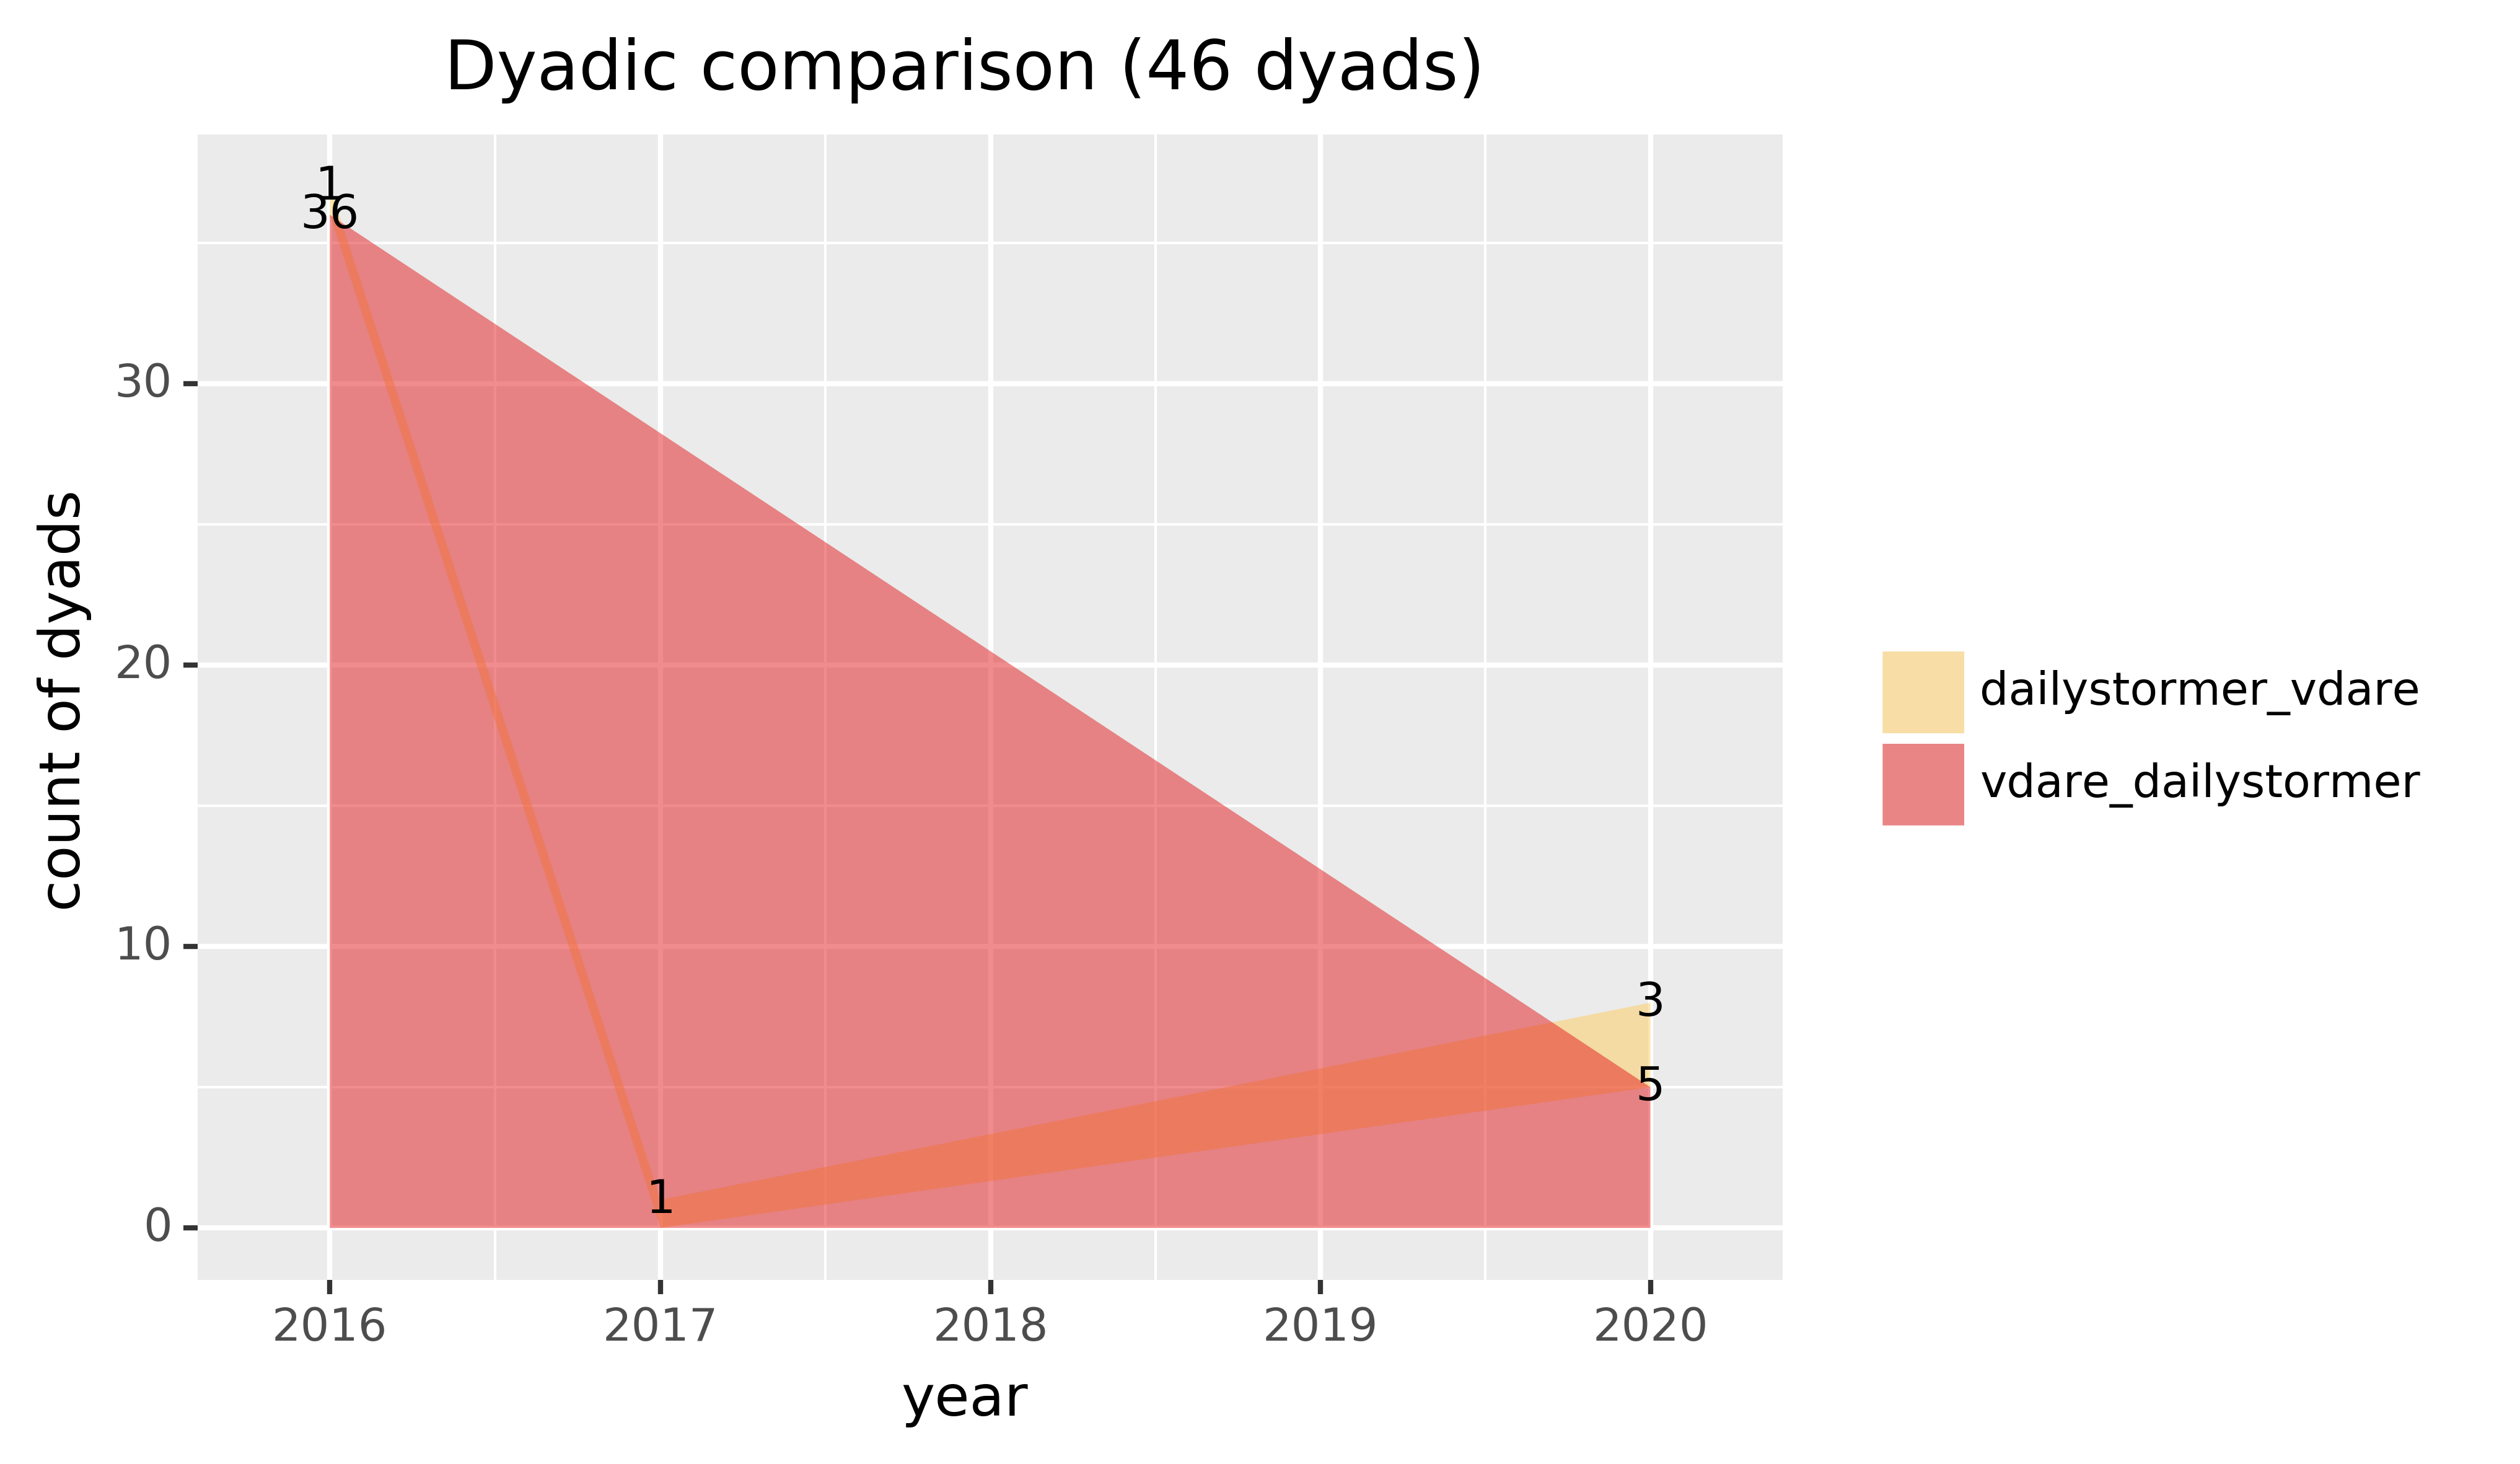 Dyadic comparison (46 dyads)
1
36
30
20
10
0
count of dyads
3
5
1
2016 2017 2018 2019 2020
year
dailystormer_vdare
vdare_dailystormer